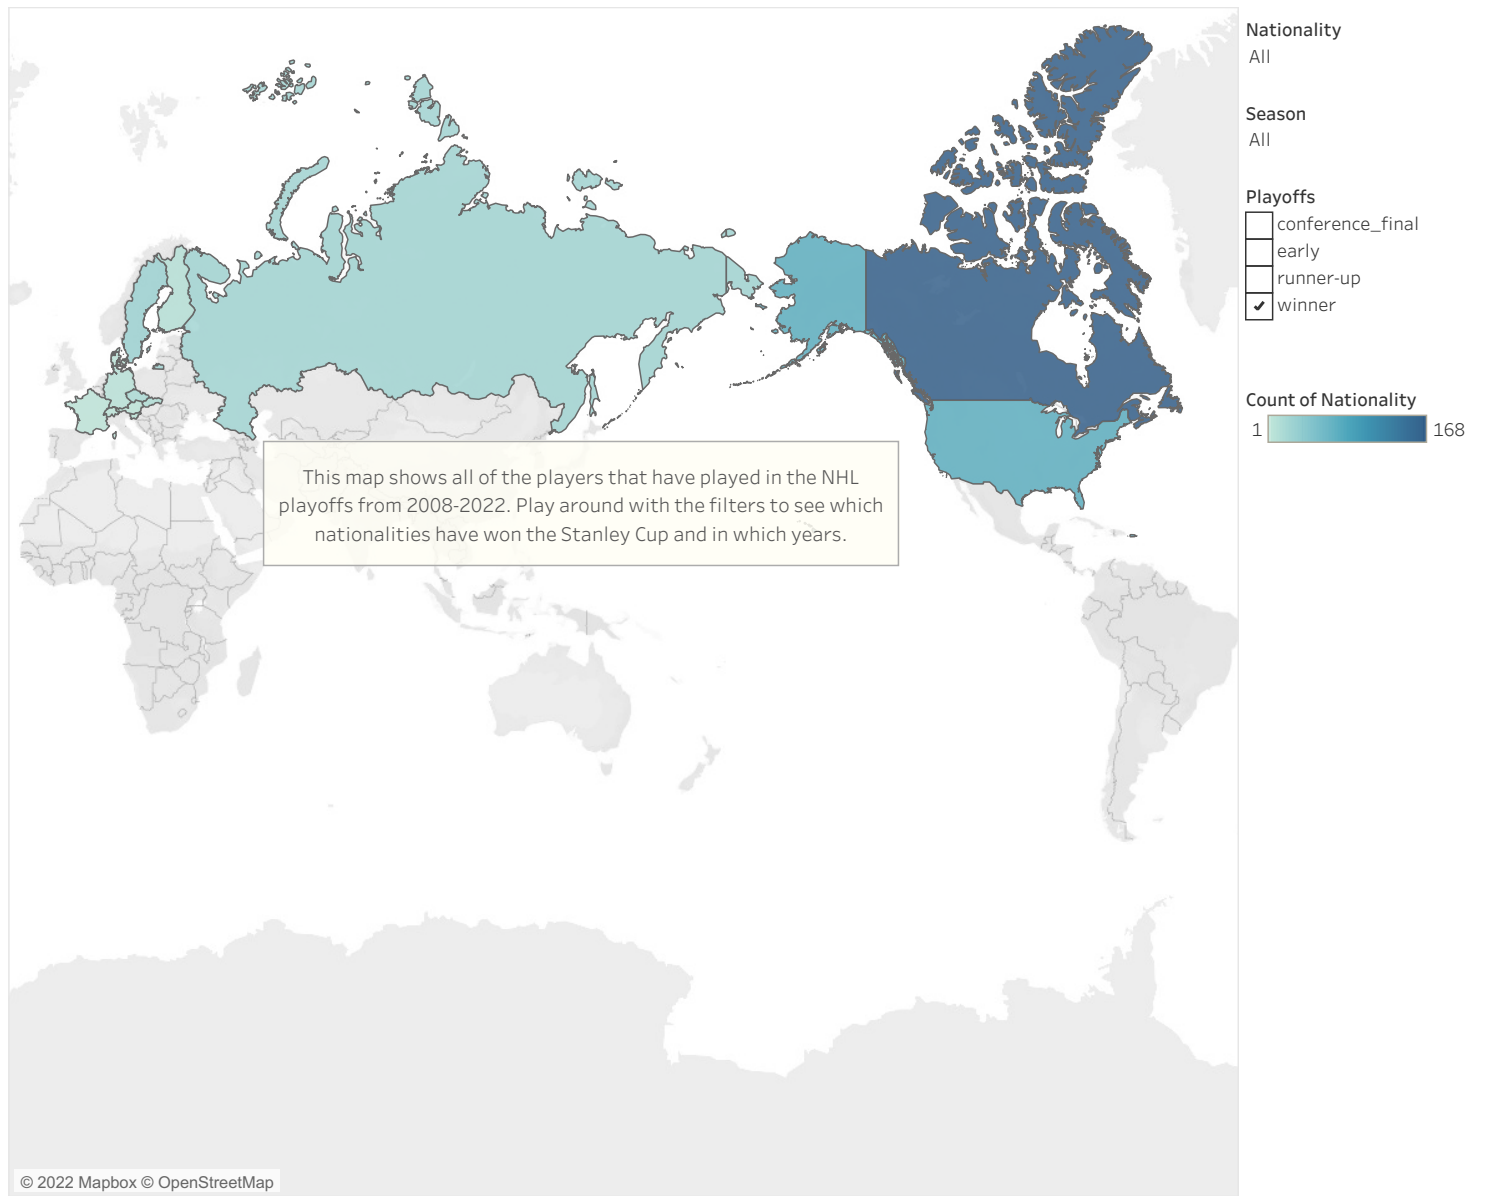 Nationality
All
Season
All
Playoffs
conference_final
early
runner-up
winner
Count of Nationality
1 168
This map shows all of the players that have played in the NHL
playoffs from 2008-2022. Play around with the filters to see which
nationalities have won the Stanley Cup and in which years.
© 2022 Mapbox © OpenStreetMap